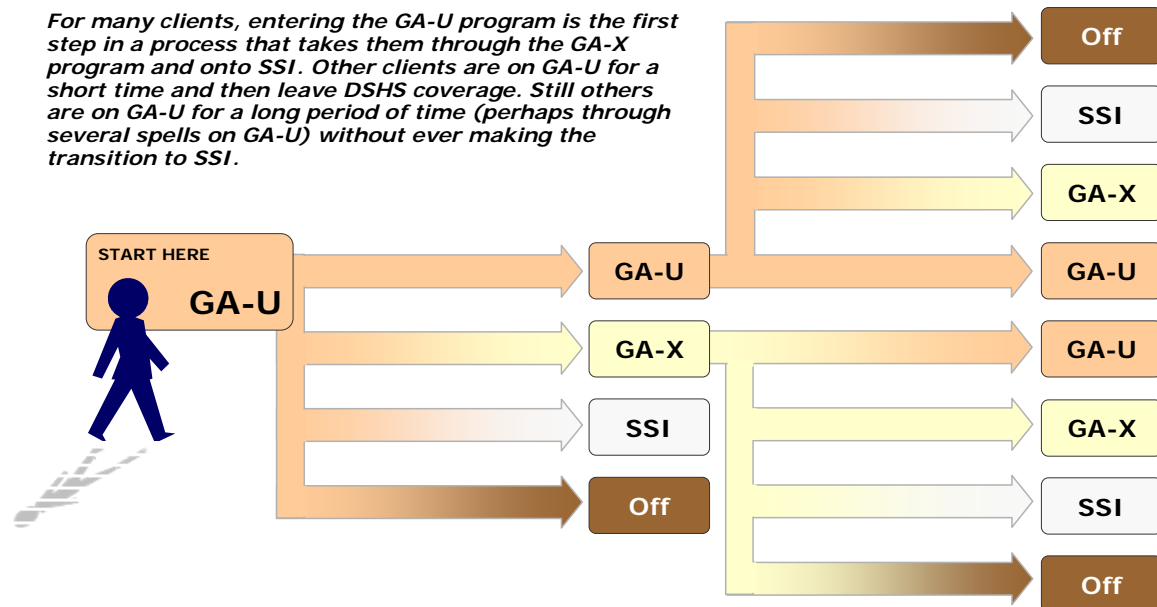 For many clients, entering the GA-U program is the first
step in a process that takes them through the GA-X
program and onto SSI. Other clients are on GA-U for a
short time and then leave DSHS coverage. Still others
are on GA-U for a long period of time (perhaps through
several spells on GA-U) without ever making the
transition to SSI.
START HERE
GA-U
GA-U
GA-X
SSI
Off
Off
SSI
GA-X
GA-U
GA-U
GA-X
SSI
Off